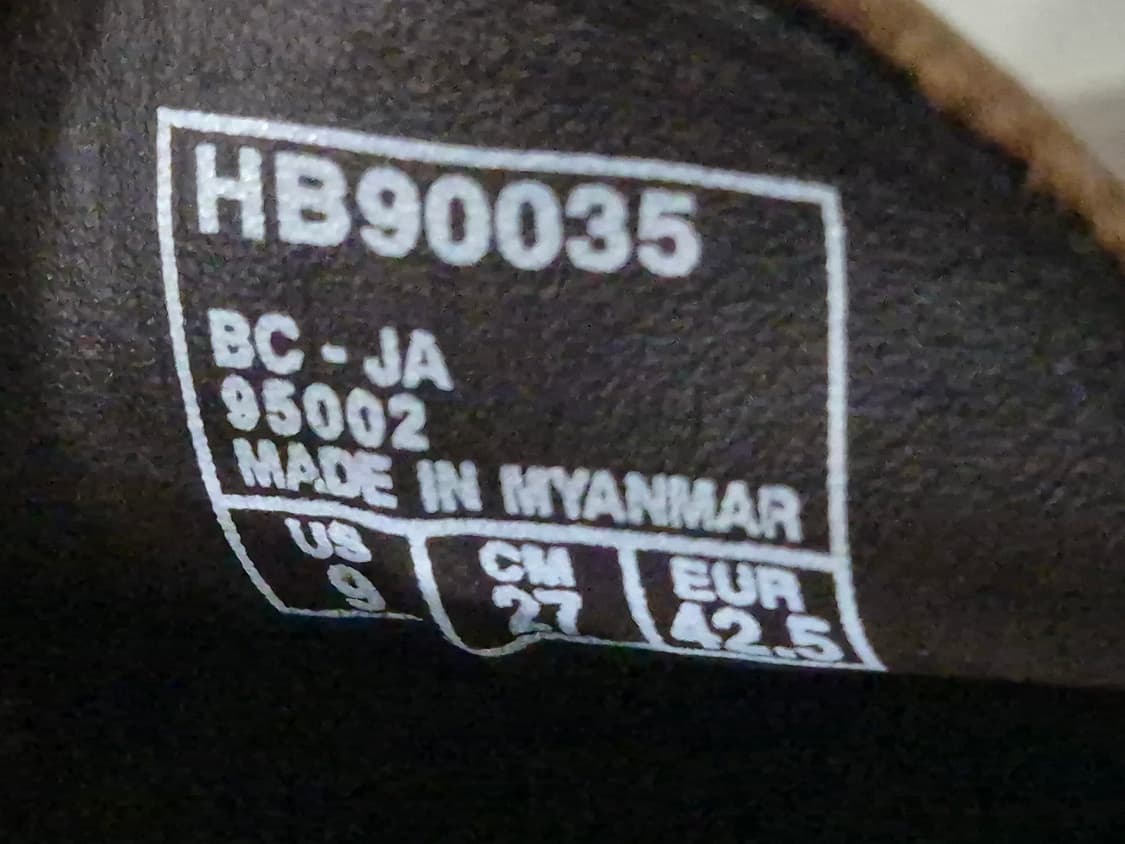 HB90035
BC - JA
95002
MADE IN MYANMAR
US CM EUR
9 27 42.5